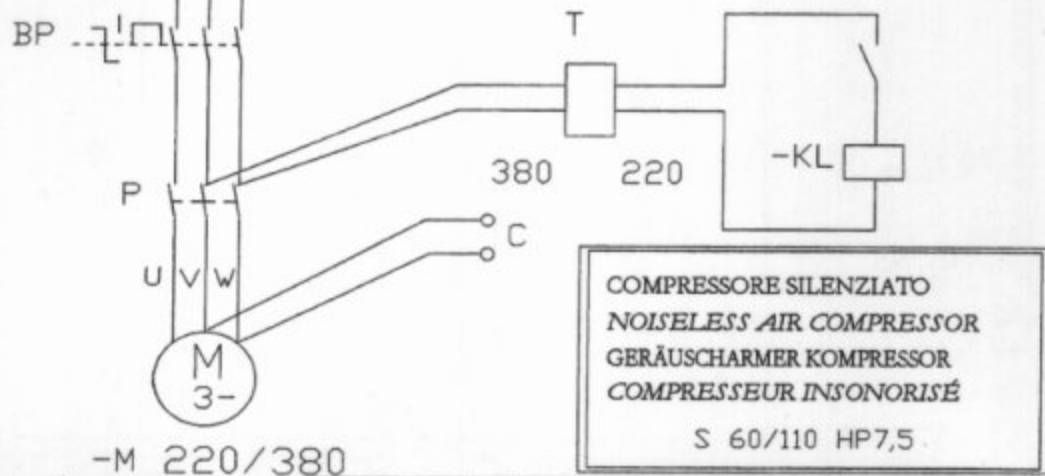 BP
T
380 220
-KL
P
C
U V W
M
3-
-M 220/380
COMPRESSORE SILENZIATO
NOISELESS AIR COMPRESSOR
GERÄUSCHARMER KOMPRESSOR
COMPRESSEUR INSONORISÉ
S 60/110 HP7,5